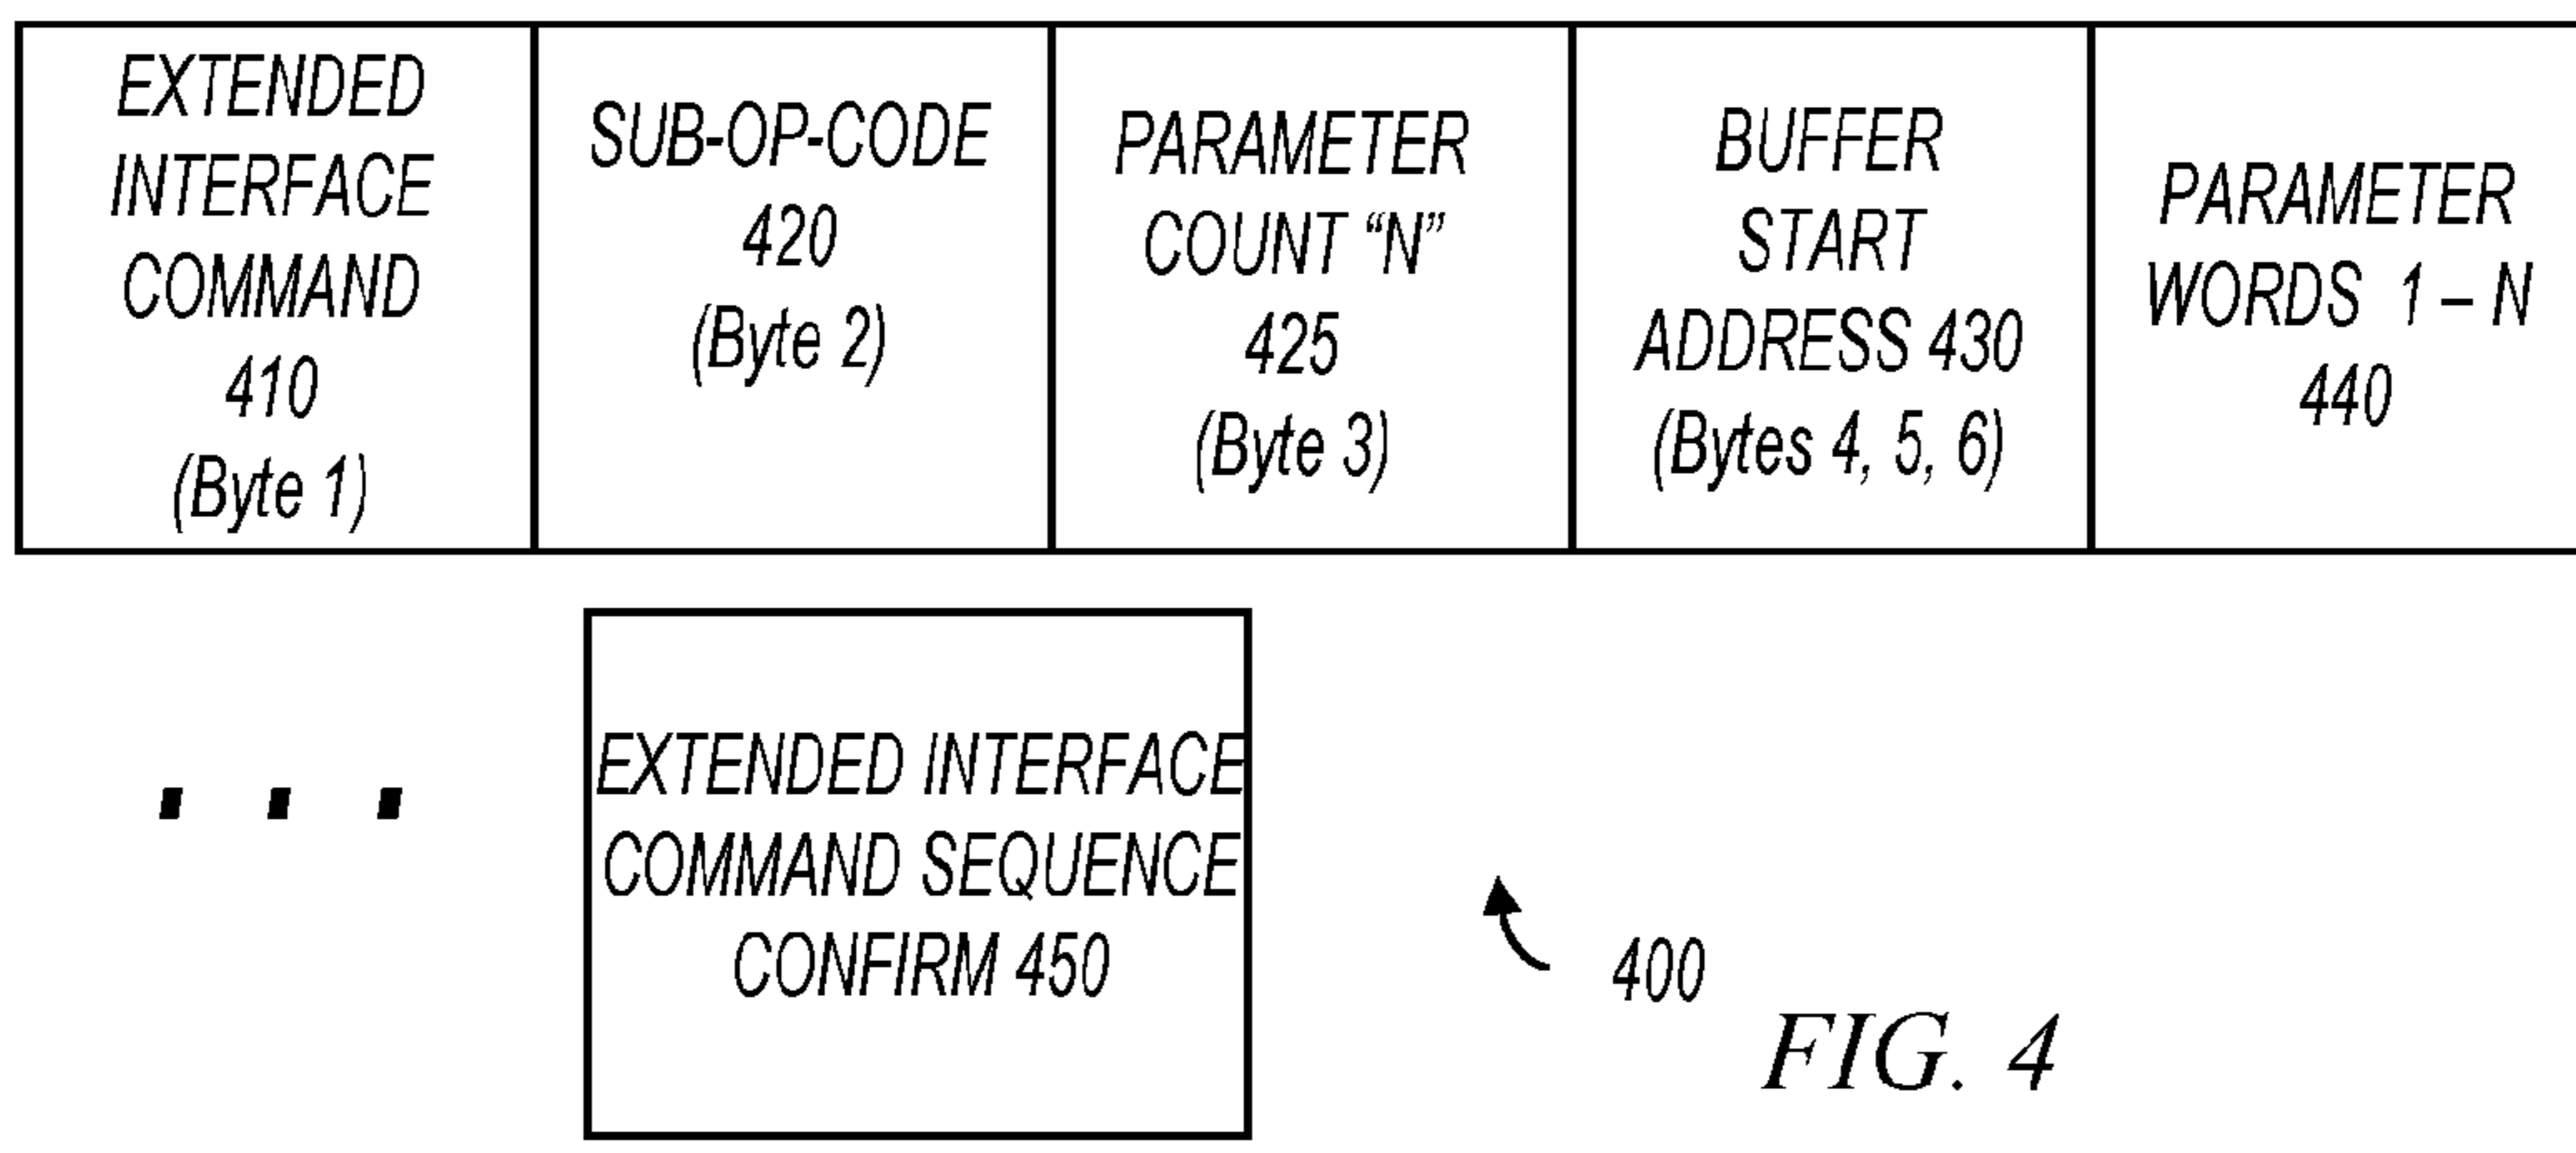 EXTENDED
INTERFACE
COMMAND
410
(Byte 1)
SUB-OP-CODE
420
(Byte 2)
PARAMETER
COUNT “N”
425
(Byte 3)
BUFFER
START
ADDRESS 430
(Bytes 4, 5, 6)
PARAMETER
WORDS 1 – N
440
. . .
EXTENDED INTERFACE
COMMAND SEQUENCE
CONFIRM 450
400
FIG. 4